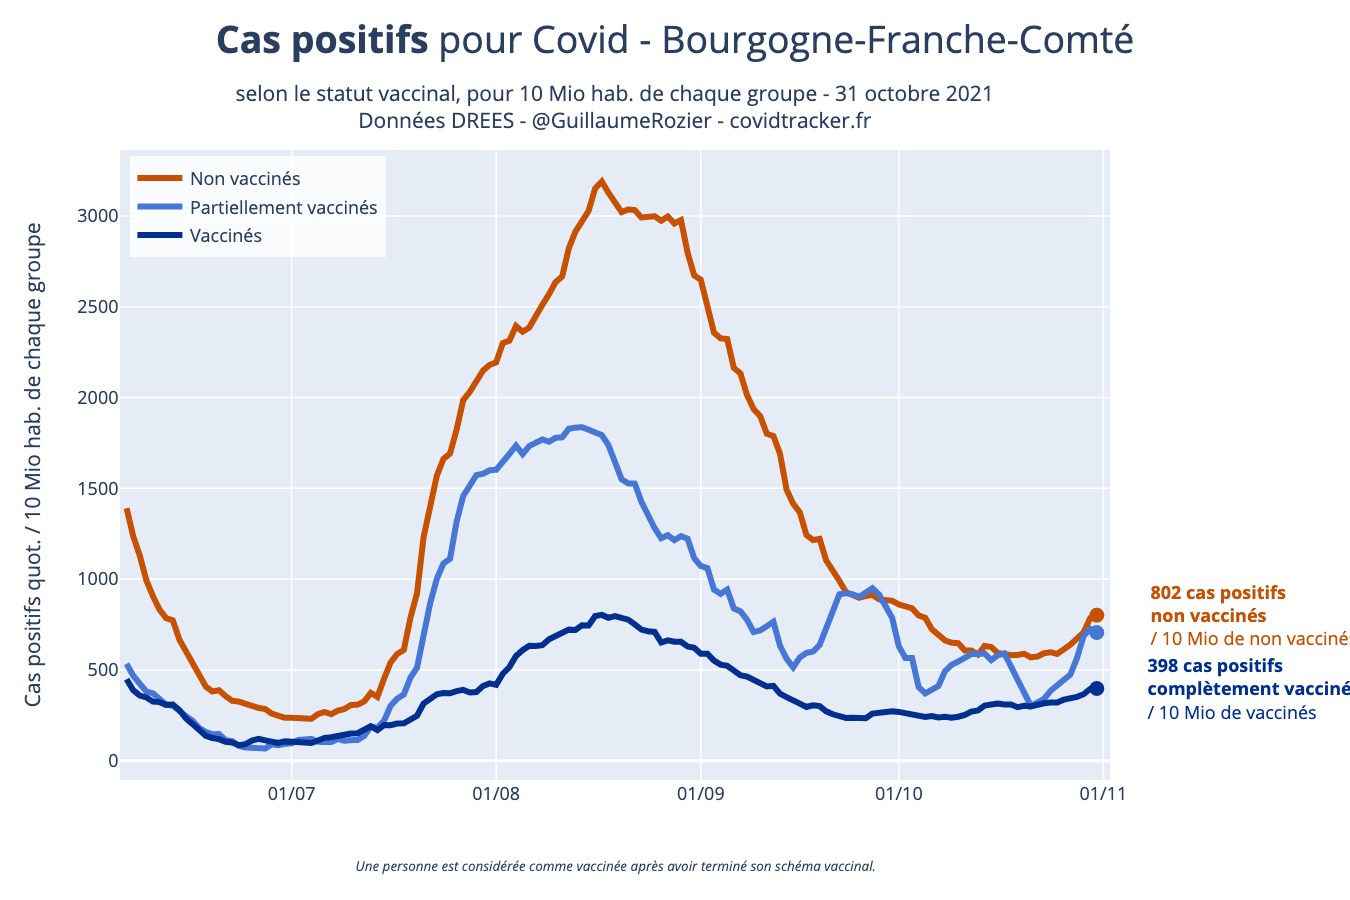 Cas positifs pour Covid - Bourgogne-Franche-Comté
selon le statut vaccinal, pour 10 Mio hab. de chaque groupe - 31 octobre 2021
Données DREES - @GuillaumeRozier - covidtracker.fr
Non vaccinés
Partiellement vaccinés
Vaccinés
Cas positifs quot. / 10 Mio hab. de chaque groupe
3000
2500
2000
1500
1000
500
0
01/07
01/08
01/09
01/10
01/11
802 cas positifs
non vaccinés
/ 10 Mio de non vaccinés
398 cas positifs
complètement vacciné
/ 10 Mio de vaccinés
Une personne est considérée comme vaccinée après avoir terminé son schéma vaccinal.